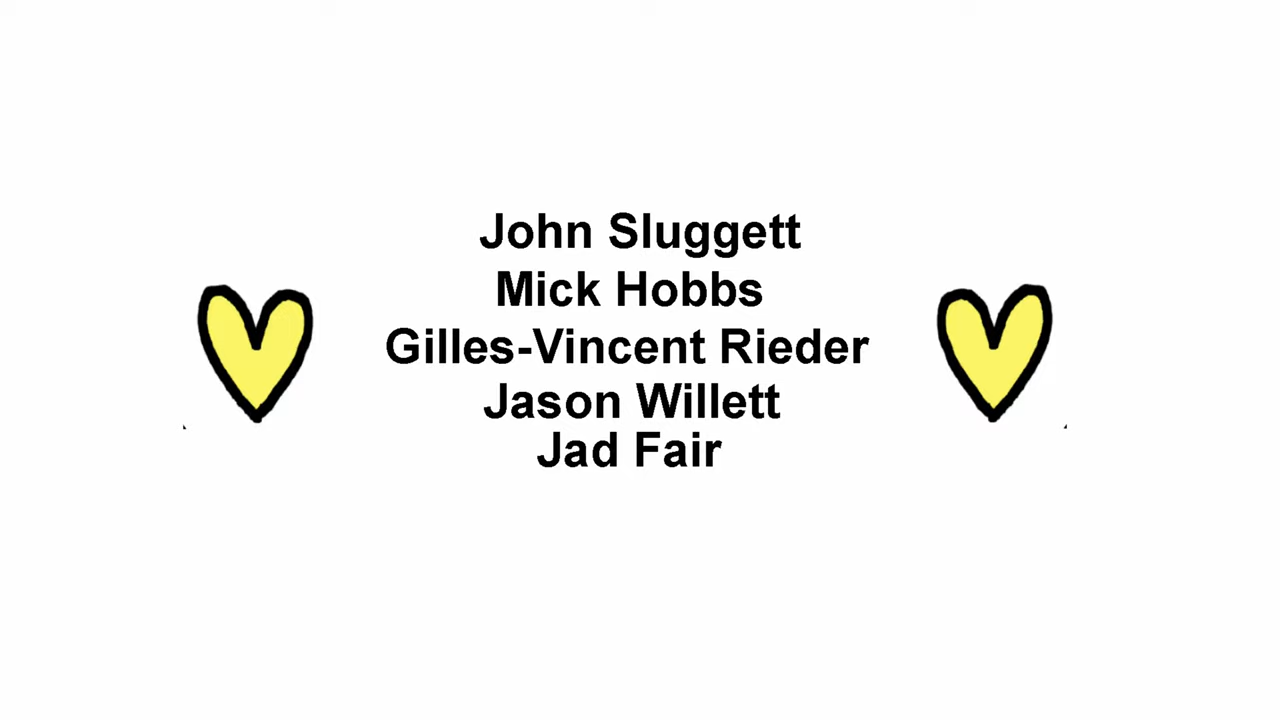 John Sluggett
Mick Hobbs
Gilles-Vincent Rieder
Jason Willett
Jad Fair